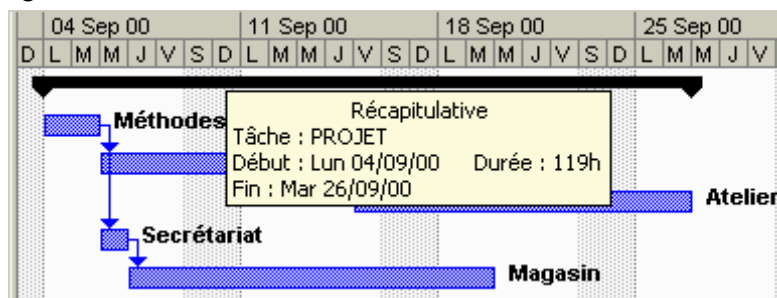 04 Sep 00 11 Sep 00 18 Sep 00 25 Sep 00
D L M M J V S D L M M J V S D L M M J V S D L M M J V
Méthodes
Récapitulative
Tâche : PROJET
Début : Lun 04/09/00 Durée : 119h
Fin : Mar 26/09/00
Atelier
Secrétariat
Magasin